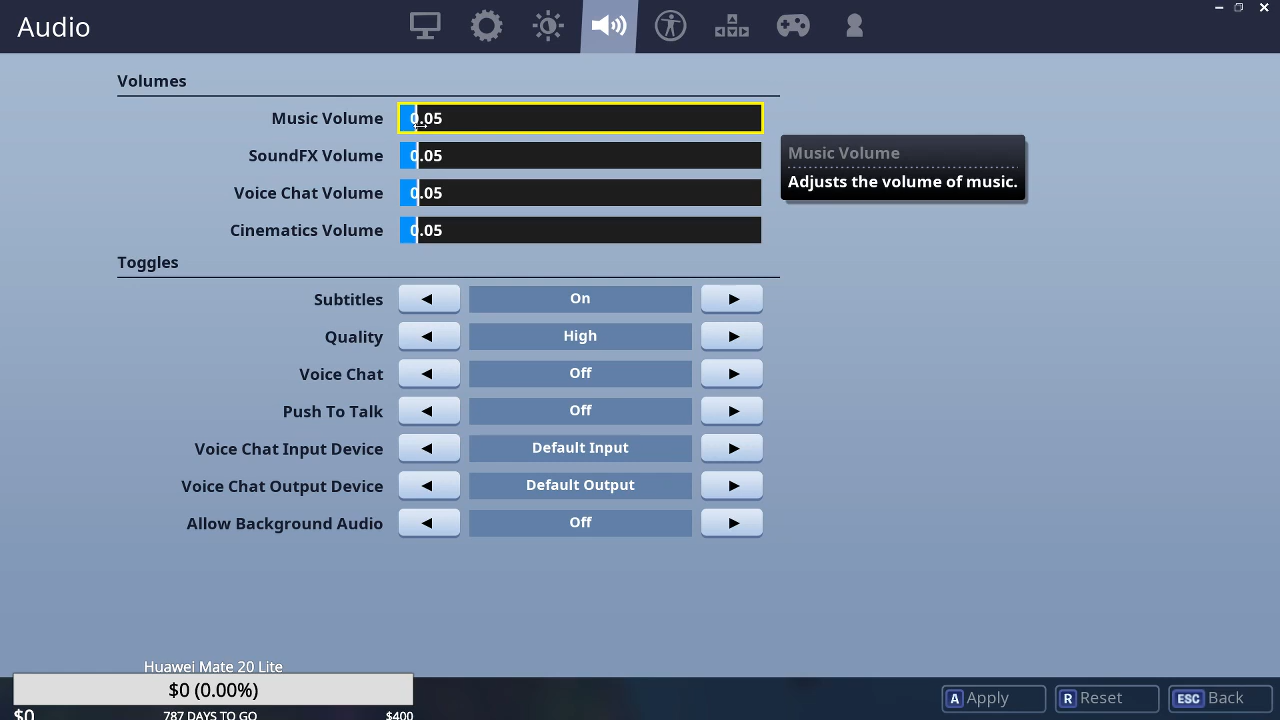 Audio
Volumes
Music Volume 0.05
SoundFX Volume 0.05
Voice Chat Volume 0.05
Cinematics Volume 0.05
Music Volume
Adjusts the volume of music.
Toggles
Subtitles ◄ On ►
Quality ◄ High ►
Voice Chat ◄ Off ►
Push To Talk ◄ Off ►
Voice Chat Input Device ◄ Default Input ►
Voice Chat Output Device ◄ Default Output ►
Allow Background Audio ◄ Off ►
Huawei Mate 20 Lite
$0 (0.00%)
$0 787 DAYS TO GO $400
A Apply R Reset ESC Back